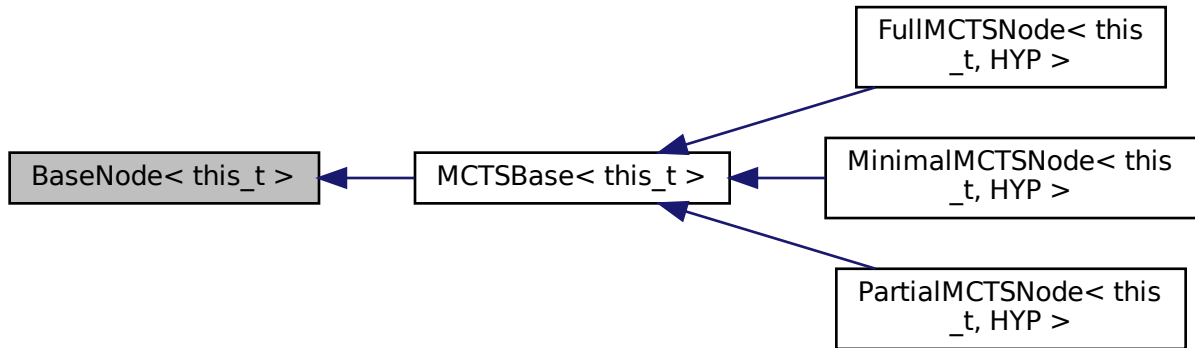 BaseNode< this_t >
MCTSBase< this_t >
FullMCTSNode< this
_t, HYP >
MinimalMCTSNode< this
_t, HYP >
PartialMCTSNode< this
_t, HYP >